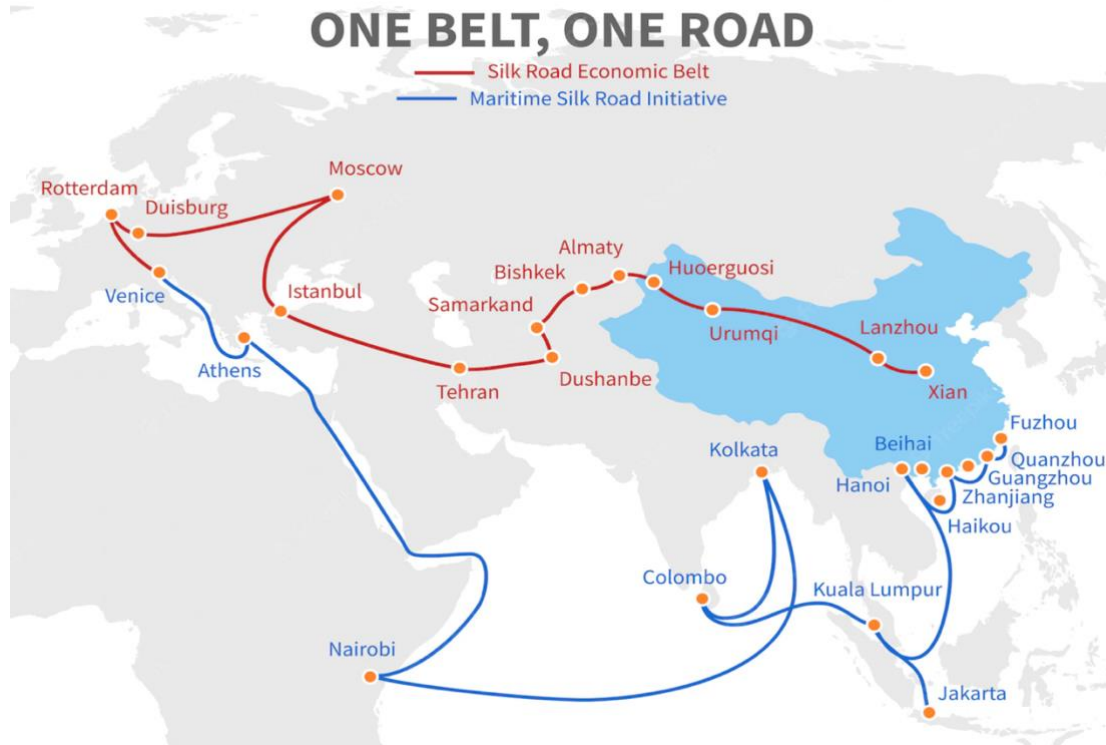 ONE BELT, ONE ROAD
Silk Road Economic Belt
Maritime Silk Road Initiative
Moscow
Rotterdam
Duisburg
Almaty
Bishkek
Huoerguosi
Venice
Istanbul
Samarkand
Urumqi
Lanzhou
Athens
Tehran
Dushanbe
Xian
Fuzhou
Kolkata
Beihai
Quanzhou
Hanoi
Guangzhou
Zhanjiang
Haikou
Colombo
Kuala Lumpur
Nairobi
Jakarta